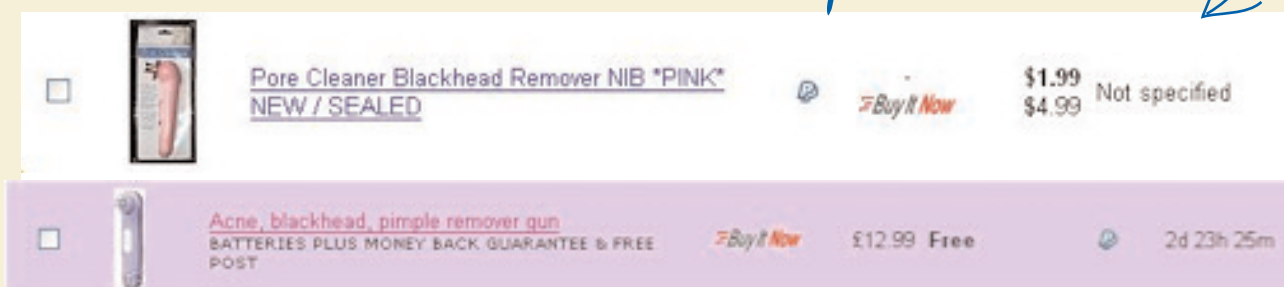 Pore Cleaner Blackhead Remover NIB *PINK*
NEW / SEALED
Buy It Now
$1.99
$4.99
Not specified
Acne, blackhead, pimple remover gun
BATTERIES PLUS MONEY BACK GUARANTEE & FREE
POST
Buy It Now
£12.99 Free
2d 23h 25m